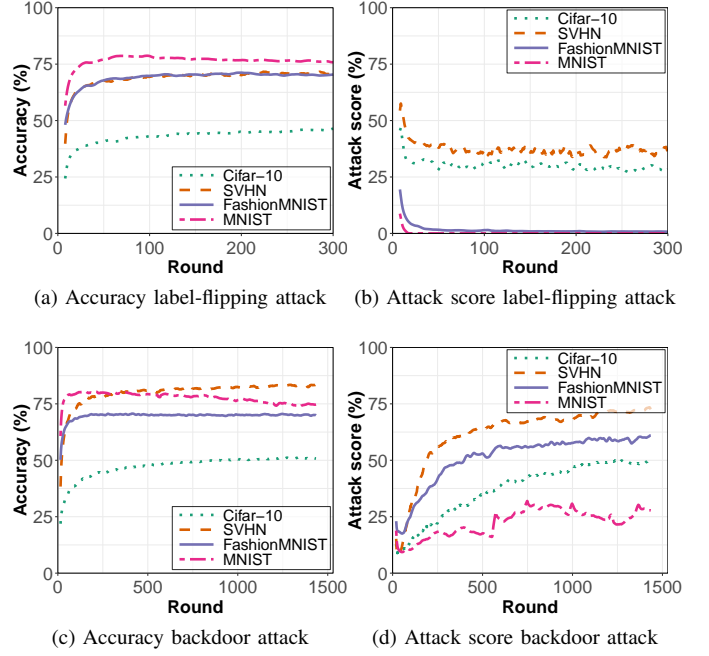 100
75
50
25
0
Accuracy (%)
Cifar−10
SVHN
FashionMNIST
MNIST
0 100 200 300
Round
(a) Accuracy label-flipping attack
100
75
50
25
0
Attack score (%)
Cifar−10
SVHN
FashionMNIST
MNIST
0 100 200 300
Round
(b) Attack score label-flipping attack
100
75
50
25
0
Accuracy (%)
Cifar−10
SVHN
FashionMNIST
MNIST
0 500 1000 1500
Round
(c) Accuracy backdoor attack
100
75
50
25
0
Attack score (%)
Cifar−10
SVHN
FashionMNIST
MNIST
0 500 1000 1500
Round
(d) Attack score backdoor attack